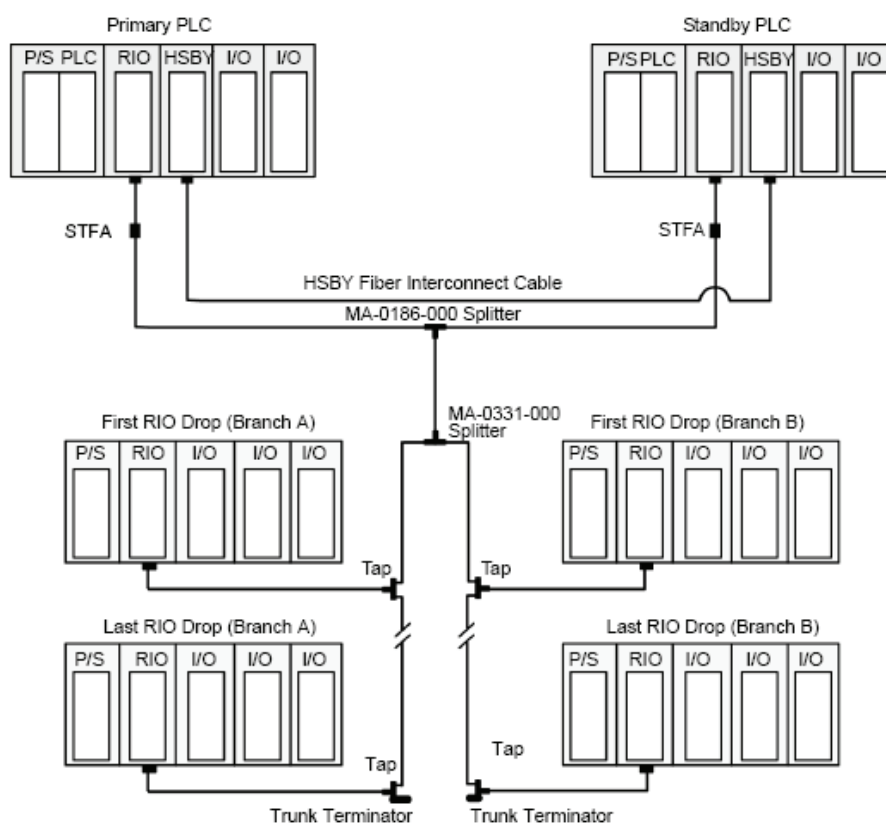 Primary PLC
Standby PLC
P/S PLC RIO HSBY I/O I/O
P/S PLC RIO HSBY I/O I/O
STFA
STFA
HSBY Fiber Interconnect Cable
MA-0186-000 Splitter
MA-0331-000
Splitter
First RIO Drop (Branch A)
First RIO Drop (Branch B)
P/S RIO I/O I/O I/O
P/S RIO I/O I/O I/O
Tap
Tap
Last RIO Drop (Branch A)
Last RIO Drop (Branch B)
P/S RIO I/O I/O I/O
P/S RIO I/O I/O I/O
Tap
Tap
Trunk Terminator
Trunk Terminator